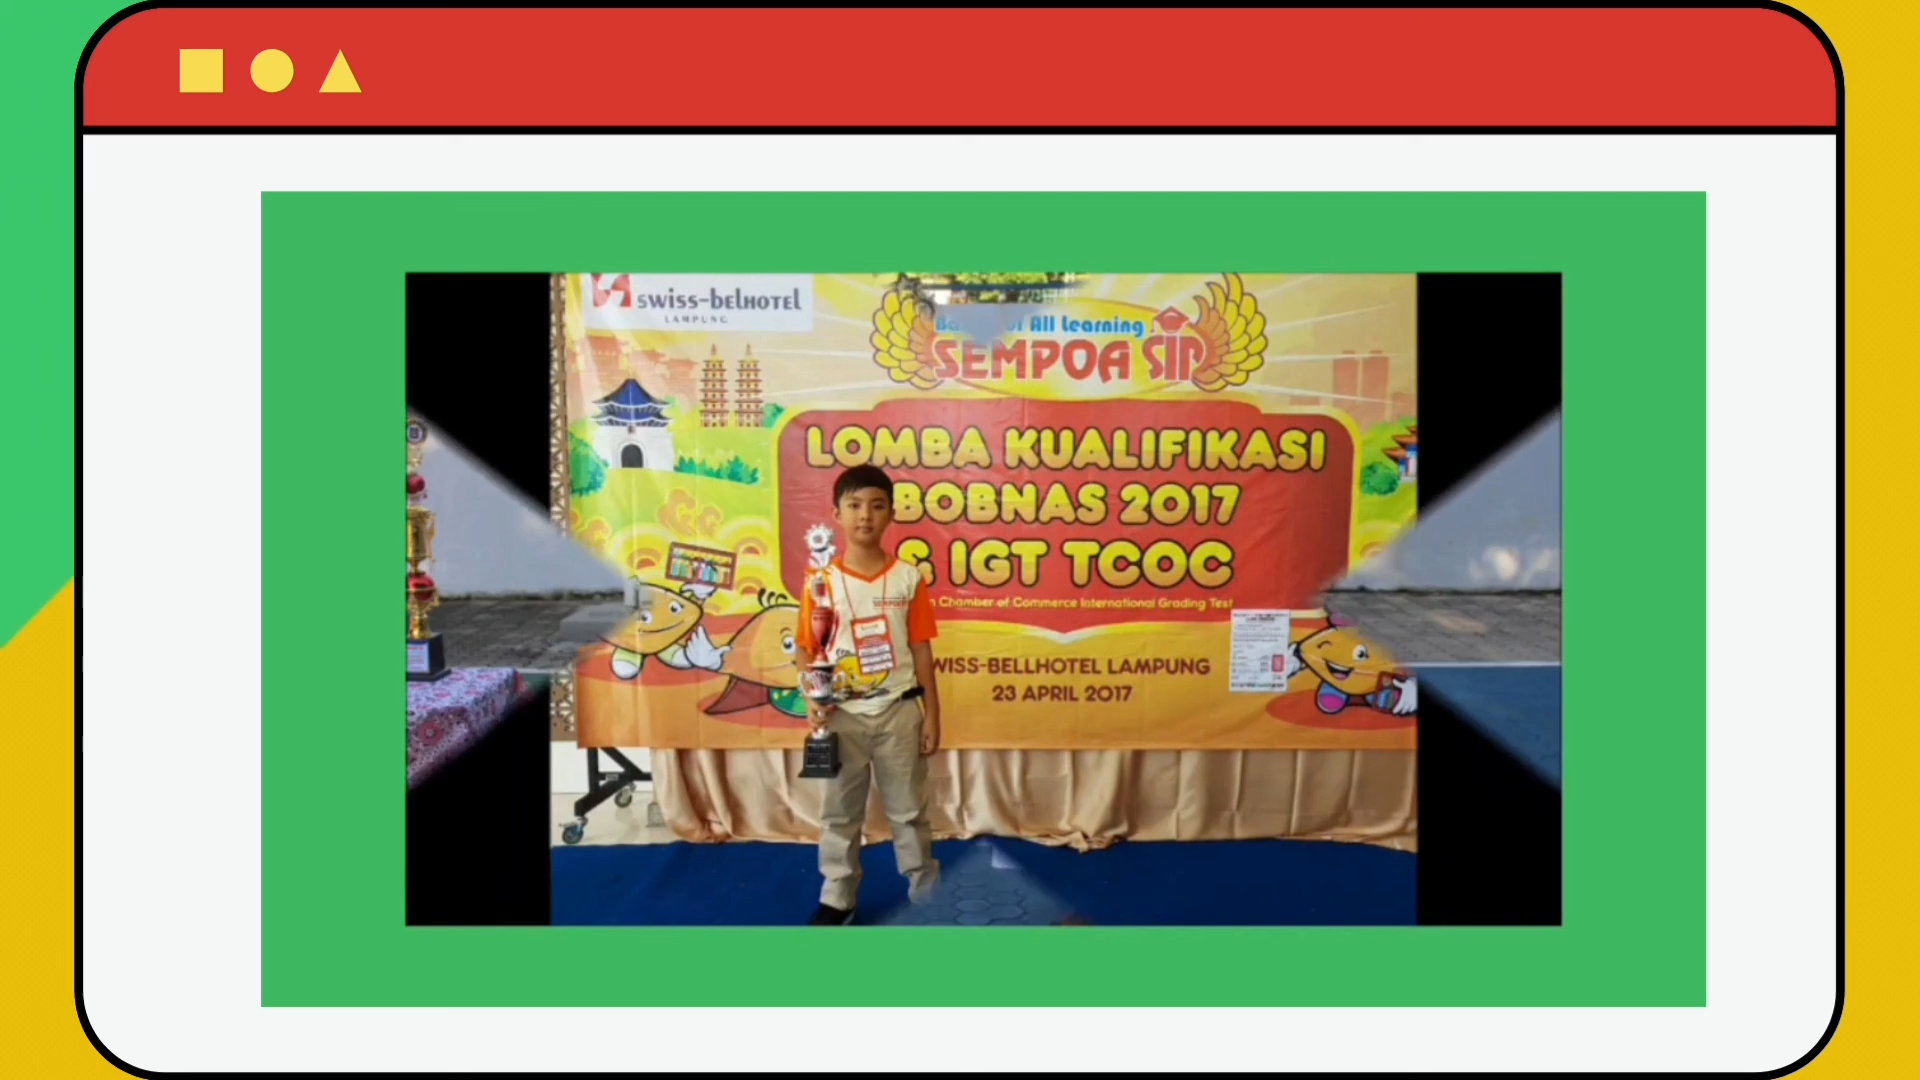 swiss-belHOTEL
LAMPUNG
All Learning
SEMPOA SIP
LOMBA KUALIFIKASI
BOBNAS 2017
& IGT TCOC
Chamber of Commerce International Grading Test
WISS-BELLHOTEL LAMPUNG
23 APRIL 2017